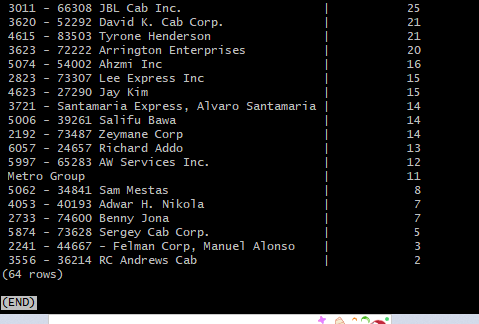 3011 - 66308 JBL Cab Inc. | 25
3620 - 52292 David K. Cab Corp. | 21
4615 - 83503 Tyrone Henderson | 21
3623 - 72222 Arrington Enterprises | 20
5074 - 54002 Ahzmi Inc | 16
2823 - 73307 Lee Express Inc | 15
4623 - 27290 Jay Kim | 15
3721 - Santamaria Express, Alvaro Santamaria | 14
5006 - 39261 Salifu Bawa | 14
2192 - 73487 Zeymane Corp | 14
6057 - 24657 Richard Addo | 13
5997 - 65283 AW Services Inc. | 12
Metro Group | 11
5062 - 34841 Sam Mestas | 8
4053 - 40193 Adwar H. Nikola | 7
2733 - 74600 Benny Jona | 7
5874 - 73628 Sergey Cab Corp. | 5
2241 - 44667 - Felman Corp, Manuel Alonso | 3
3556 - 36214 RC Andrews Cab | 2
(64 rows)
(END)